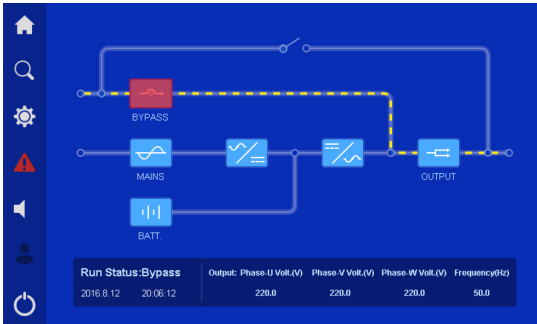 BYPASS
MAINS
OUTPUT
BATT.
Run Status:Bypass
2016.8.12 20:06:12
Output: Phase-U Volt.(V) Phase-V Volt.(V) Phase-W Volt.(V) Frequency(Hz)
220.0 220.0 220.0 50.0